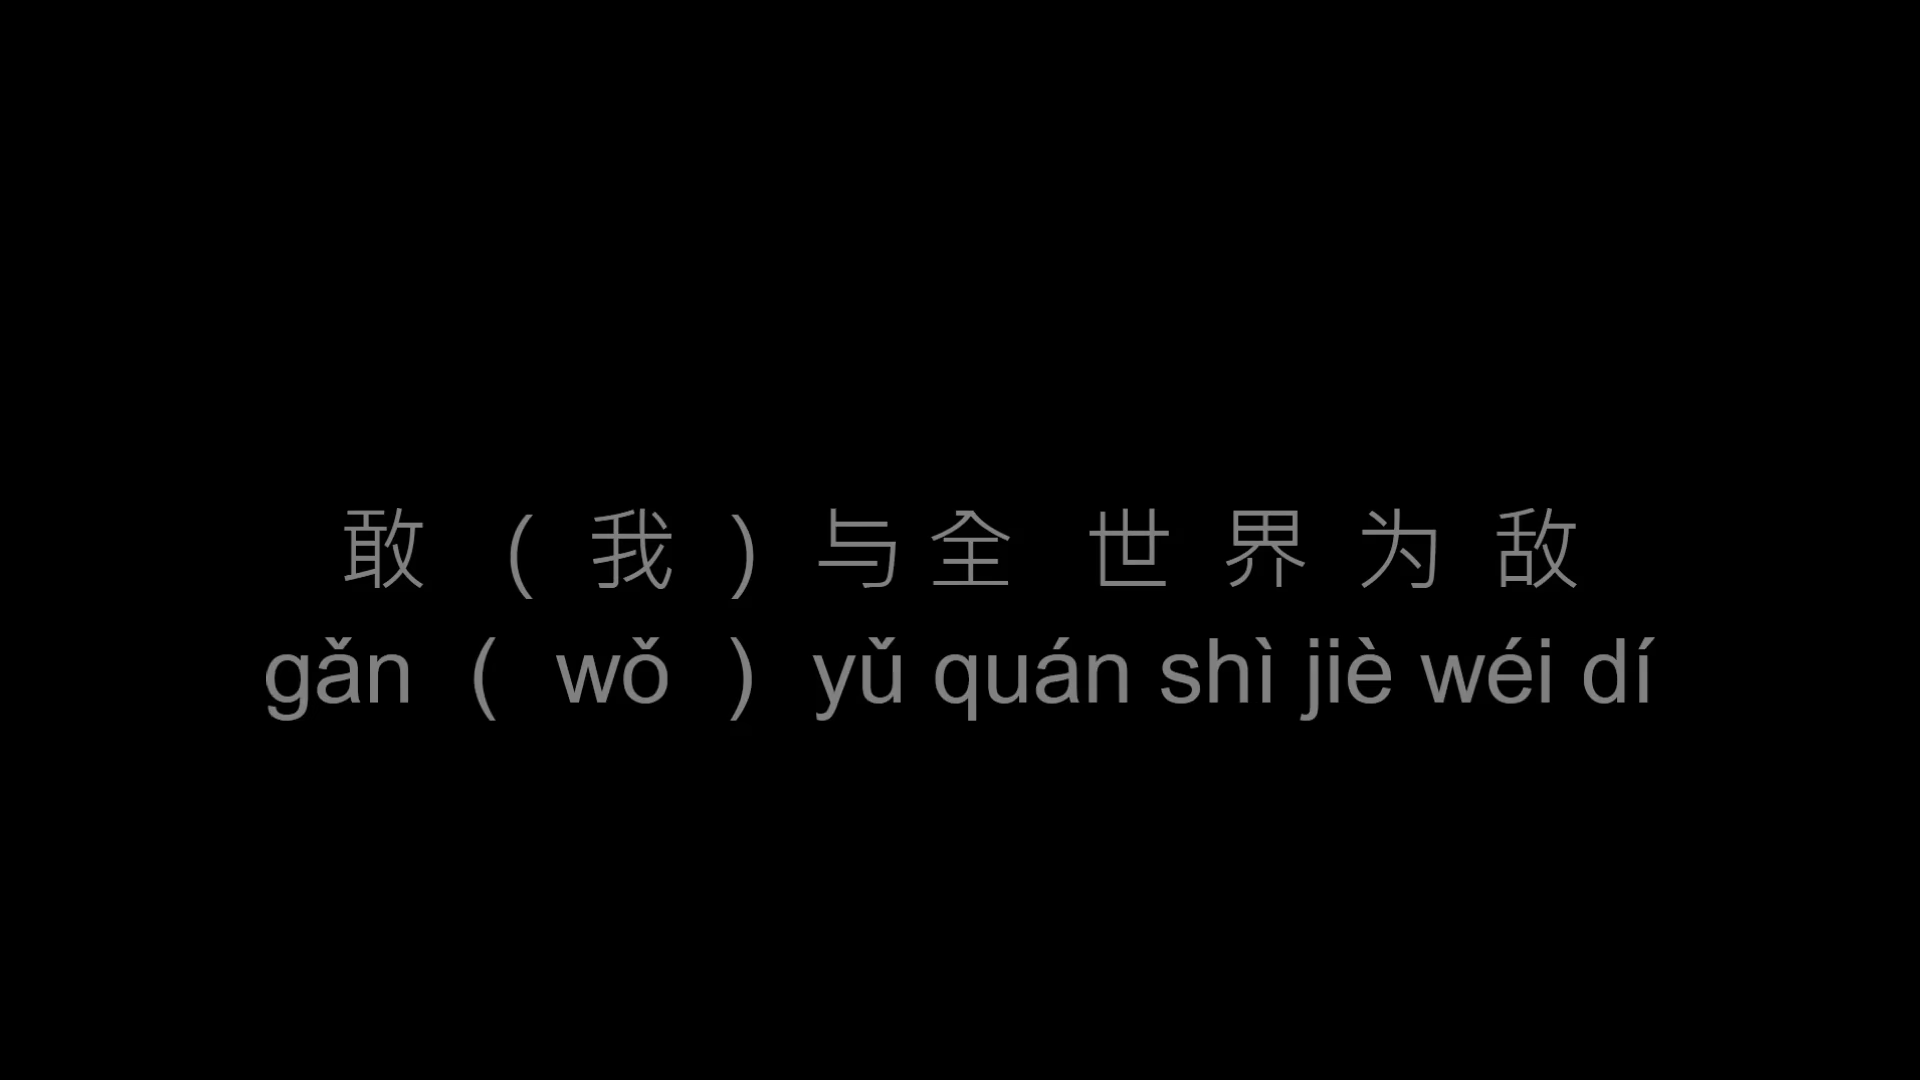 敢 ( 我 ) 与 全 世 界 为 敌
gǎn ( wǒ ) yǔ quán shì jiè wéi dí